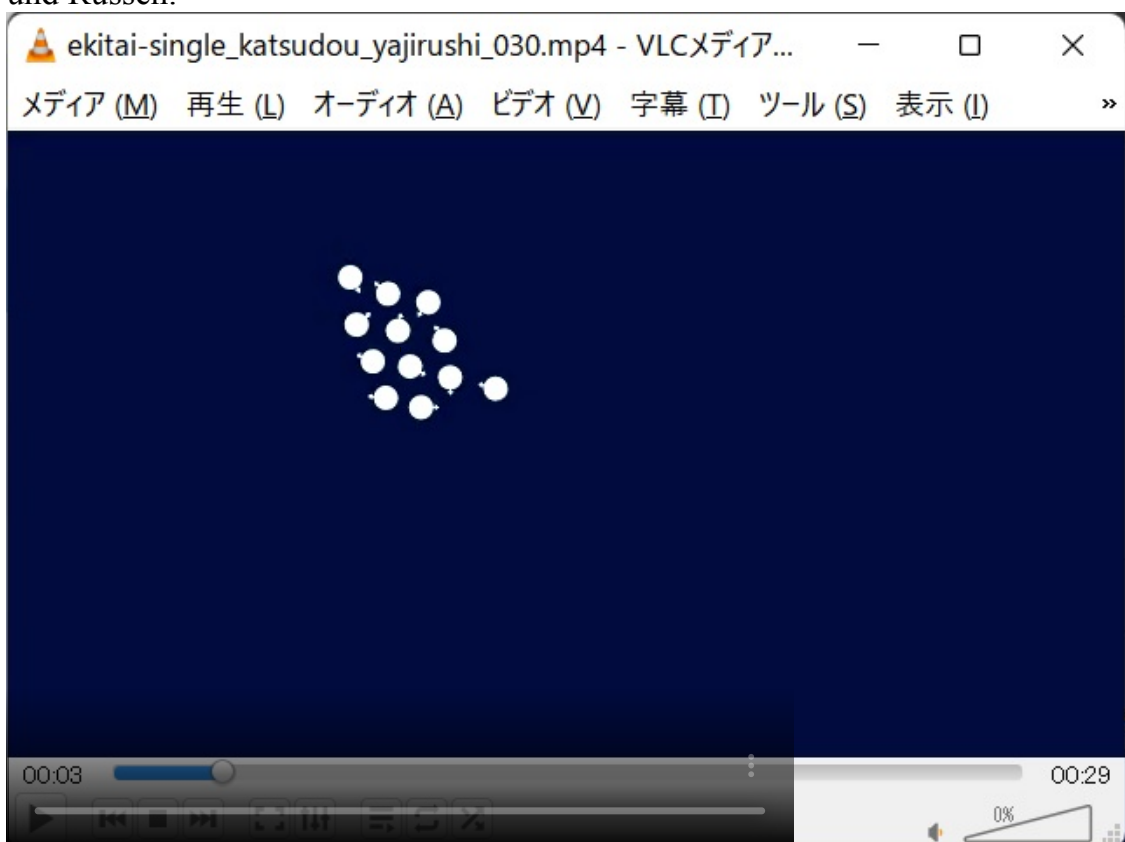 ekitai-single_katsudou_yajirushi_030.mp4 - VLCメディア...
メディア (M) 再生 (L) オーディオ (A) ビデオ (V) 字幕 (T) ツール (S) 表示 (I) »
00:03 00:29
0%